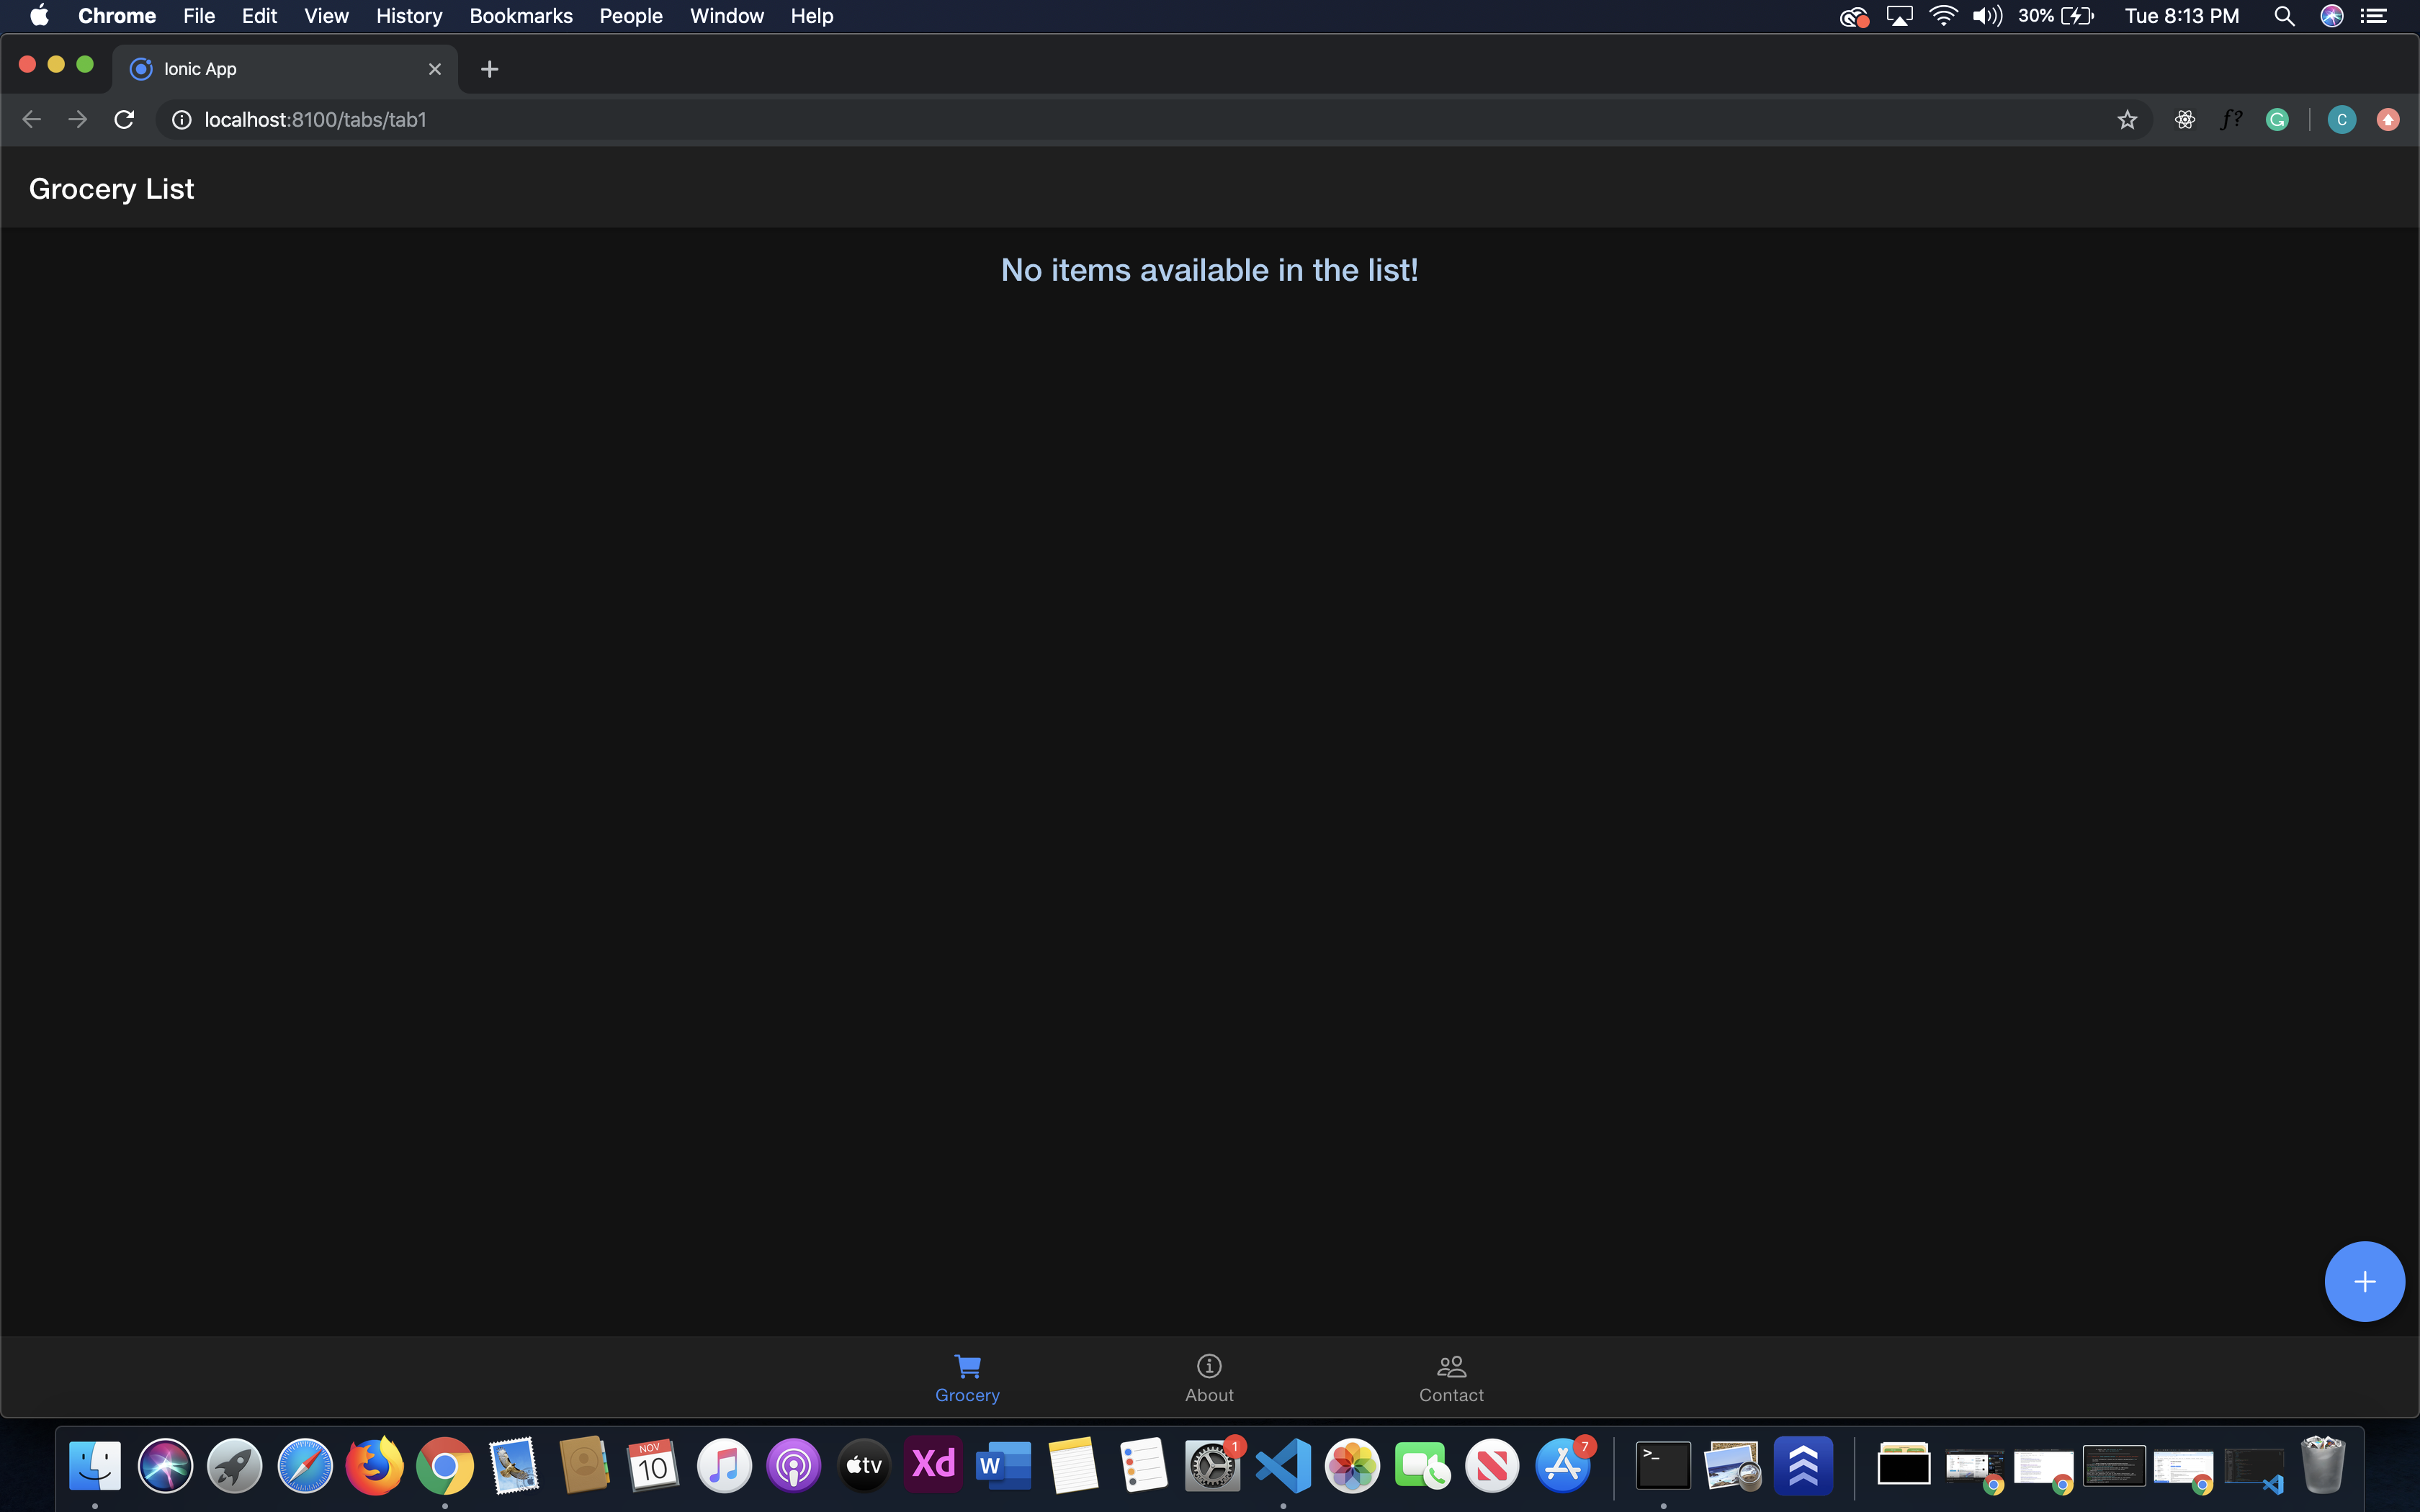 Chrome File Edit View History Bookmarks People Window Help 30% Tue 8:13 PM
Ionic App
localhost:8100/tabs/tab1 f? G C
Grocery List
No items available in the list!
Grocery About Contact
NOV
10 tv Xd W 1 7 >_